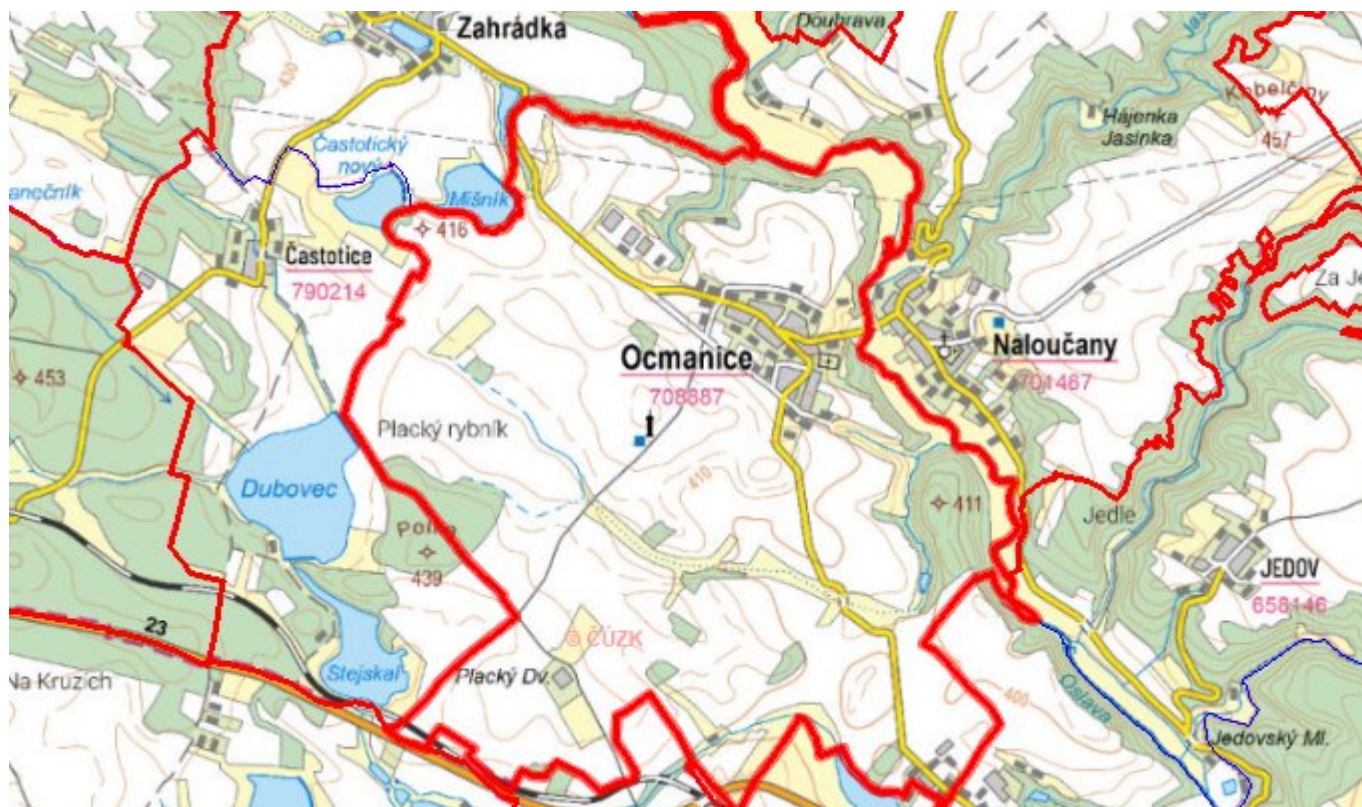 Zahrádka
Doubrava
430
Kobelčiny
457
Hájenka
Jasinka
Častotický
nový
Mišník
416
Častotice
790214
Za Je
453
Ocmanice
708887
Naloučany
701467
Placký rybník
410
Dubovec
411
Jedle
439
JEDOV
658146
23
© ČÚZK
Stejskal
Placký Dv.
Na Kruzích
400
Oslava
Jedovský Ml.